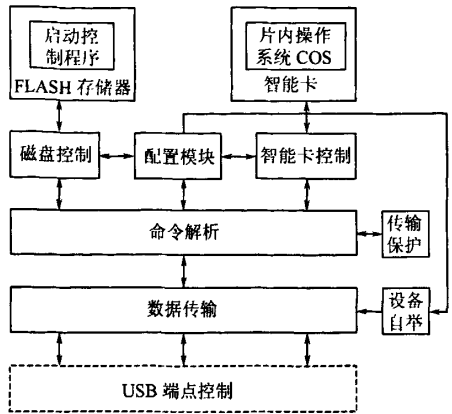 启动控
制程序
FLASH 存储器
片内操作
系统 COS
智能卡
磁盘控制
配置模块
智能卡控制
命令解析
传输
保护
数据传输
设备
自举
USB 端点控制